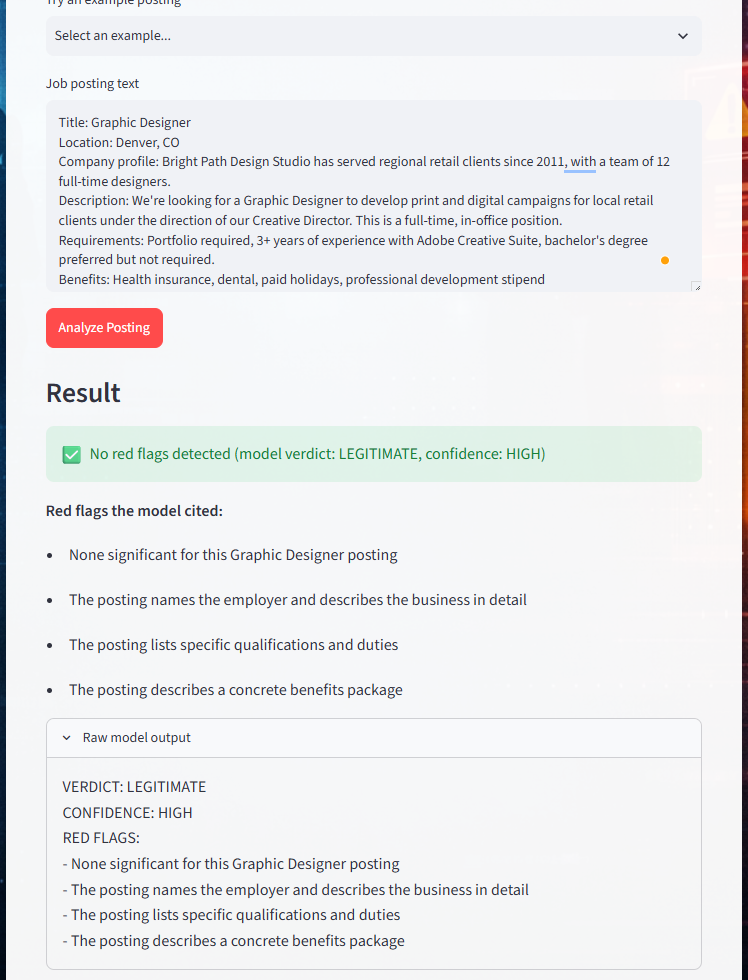 Try an example posting
Select an example...
Job posting text
Title: Graphic Designer
Location: Denver, CO
Company profile: Bright Path Design Studio has served regional retail clients since 2011, with a team of 12
full-time designers.
Description: We're looking for a Graphic Designer to develop print and digital campaigns for local retail
clients under the direction of our Creative Director. This is a full-time, in-office position.
Requirements: Portfolio required, 3+ years of experience with Adobe Creative Suite, bachelor's degree
preferred but not required.
Benefits: Health insurance, dental, paid holidays, professional development stipend
Analyze Posting
Result
No red flags detected (model verdict: LEGITIMATE, confidence: HIGH)
Red flags the model cited:
• None significant for this Graphic Designer posting
• The posting names the employer and describes the business in detail
• The posting lists specific qualifications and duties
• The posting describes a concrete benefits package
Raw model output
VERDICT: LEGITIMATE
CONFIDENCE: HIGH
RED FLAGS:
- None significant for this Graphic Designer posting
- The posting names the employer and describes the business in detail
- The posting lists specific qualifications and duties
- The posting describes a concrete benefits package